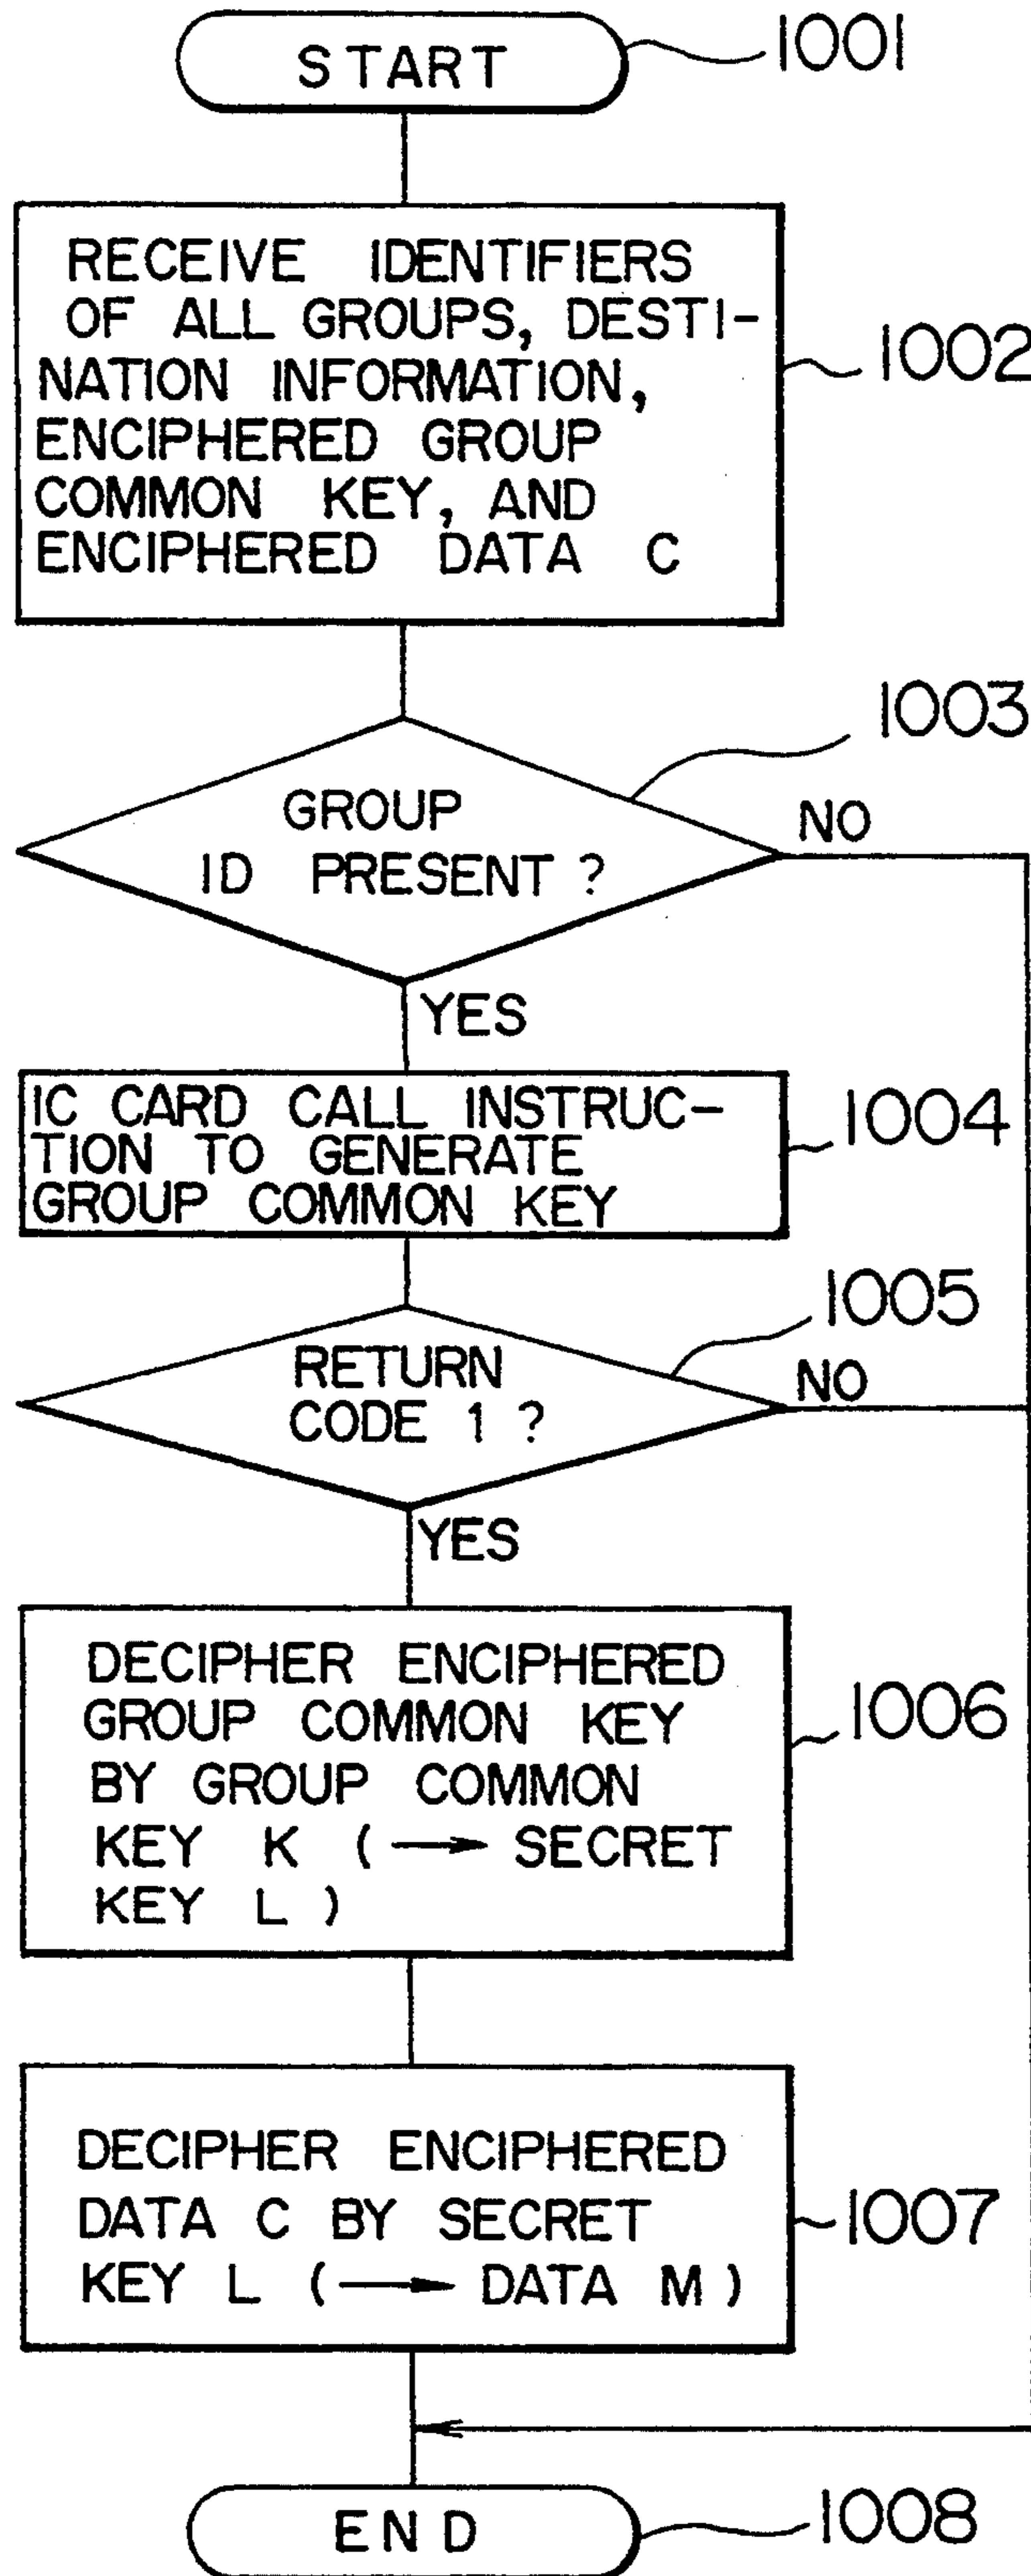 START
1001
RECEIVE IDENTIFIERS
OF ALL GROUPS, DESTI-
NATION INFORMATION,
ENCIPHERED GROUP
COMMON KEY, AND
ENCIPHERED DATA C
1002
1003
GROUP
ID PRESENT ?
NO
YES
IC CARD CALL INSTRUC-
TION TO GENERATE
GROUP COMMON KEY
1004
1005
RETURN
CODE 1 ?
NO
YES
DECIPHER ENCIPHERED
GROUP COMMON KEY
BY GROUP COMMON
KEY K (→ SECRET
KEY L )
1006
DECIPHER ENCIPHERED
DATA C BY SECRET
KEY L (→ DATA M )
1007
END
1008